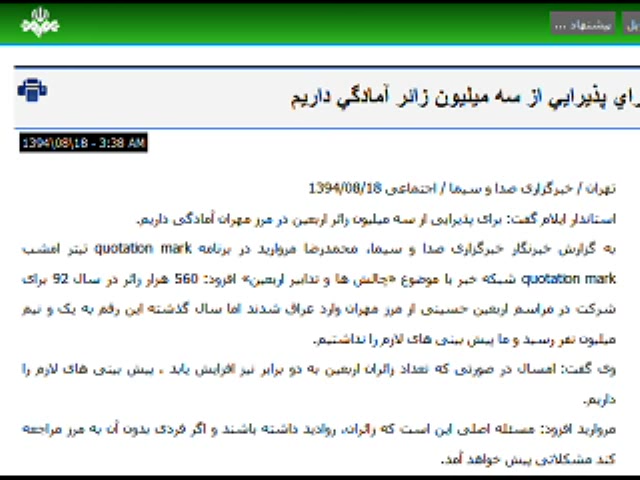 پیشنهاد ...
راي پذيرايي از سه ميليون زائر آمادگي داريم
1394\08\18 - 3:38 AM
تهران / خبرگزاری صدا و سیما / اجتماعی 1394/08/18
استاندار ایلام گفت: برای پذیرایی از سه میلیون زائر اربعین در مرز مهران آمادگی داریم.
به گزارش خبرنگار خبرگزاری صدا و سیما، محمدرضا مروارید در برنامه quotation mark تیتر امشب
quotation mark شبکه خبر با موضوع «چالش ها و تدابیر اربعین» افزود: 560 هزار زائر در سال 92 برای
شرکت در مراسم اربعین حسینی از مرز مهران وارد عراق شدند اما سال گذشته این رقم به یک و نیم
میلیون نفر رسید و ما پیش بینی های لازم را نداشتیم.
وی گفت: امسال در صورتی که تعداد زائران اربعین به دو برابر نیز افزایش یابد ، پیش بینی های لازم را
داریم.
مروارید افزود: مسئله اصلی این است که زائران، روادید داشته باشند و اگر فردی بدون آن به مرز مراجعه
کند مشکلاتی پیش خواهد آمد.